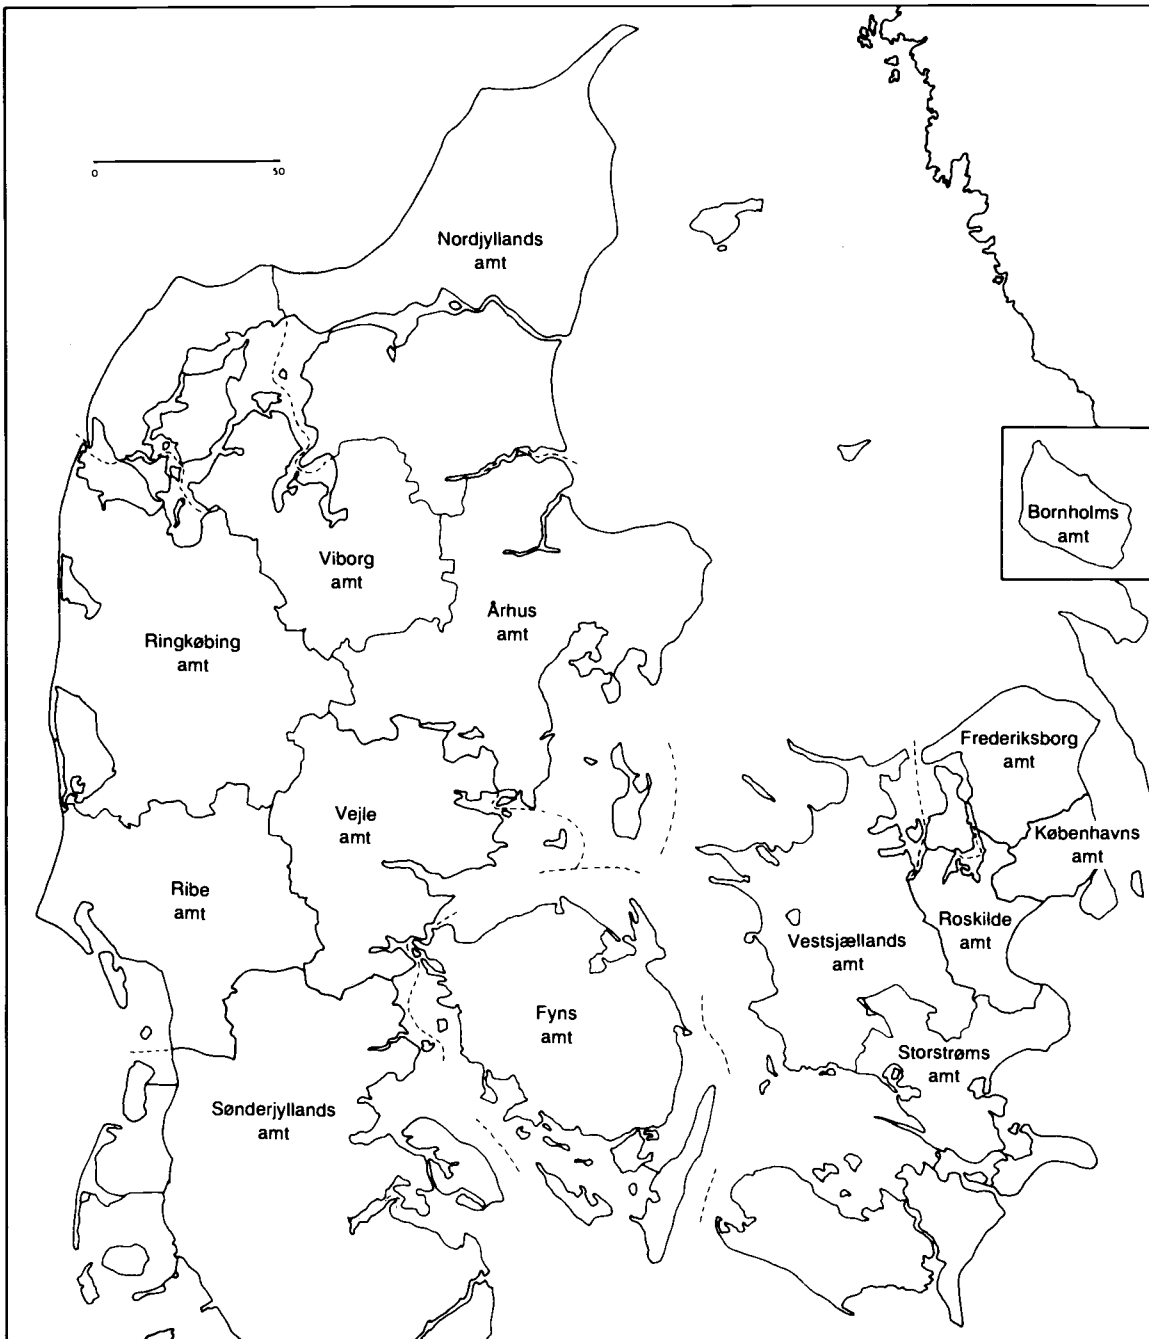 0 50
Nordjyllands
amt
Bornholms
amt
Viborg
amt
Århus
amt
Ringkøbing
amt
Frederiksborg
amt
Vejle
amt
Københavns
amt
Ribe
amt
Roskilde
amt
Vestsjællands
amt
Fyns
amt
Storstrøms
amt
Sønderjyllands
amt